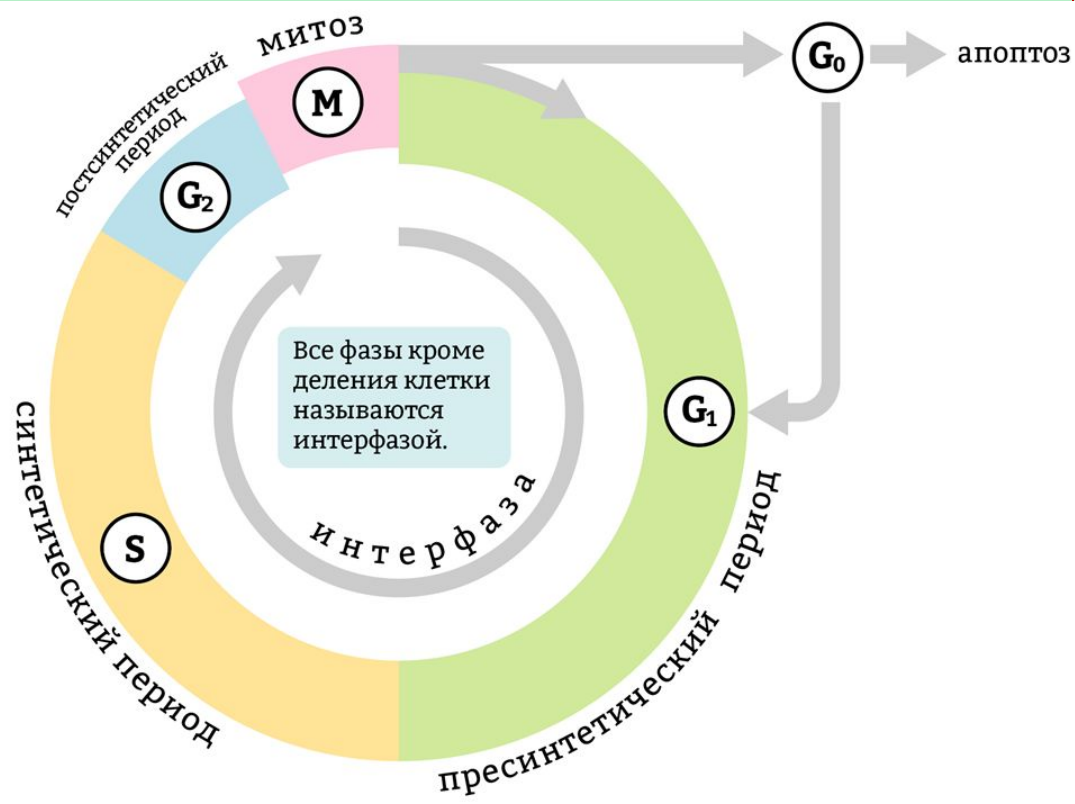 митоз
M
G₀
апоптоз
постсинтетический
период
G₂
Все фазы кроме
деления клетки
называются
интерфазой.
G₁
интерфаза
S
синтетический период
пресинтетический период